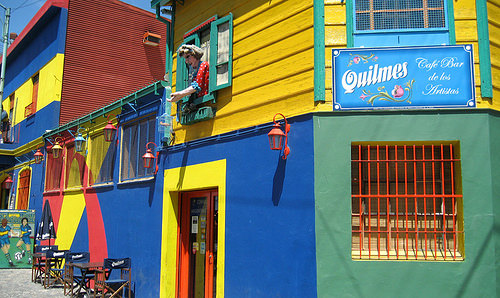 Quilmes
Café Bar
de los
Artistas